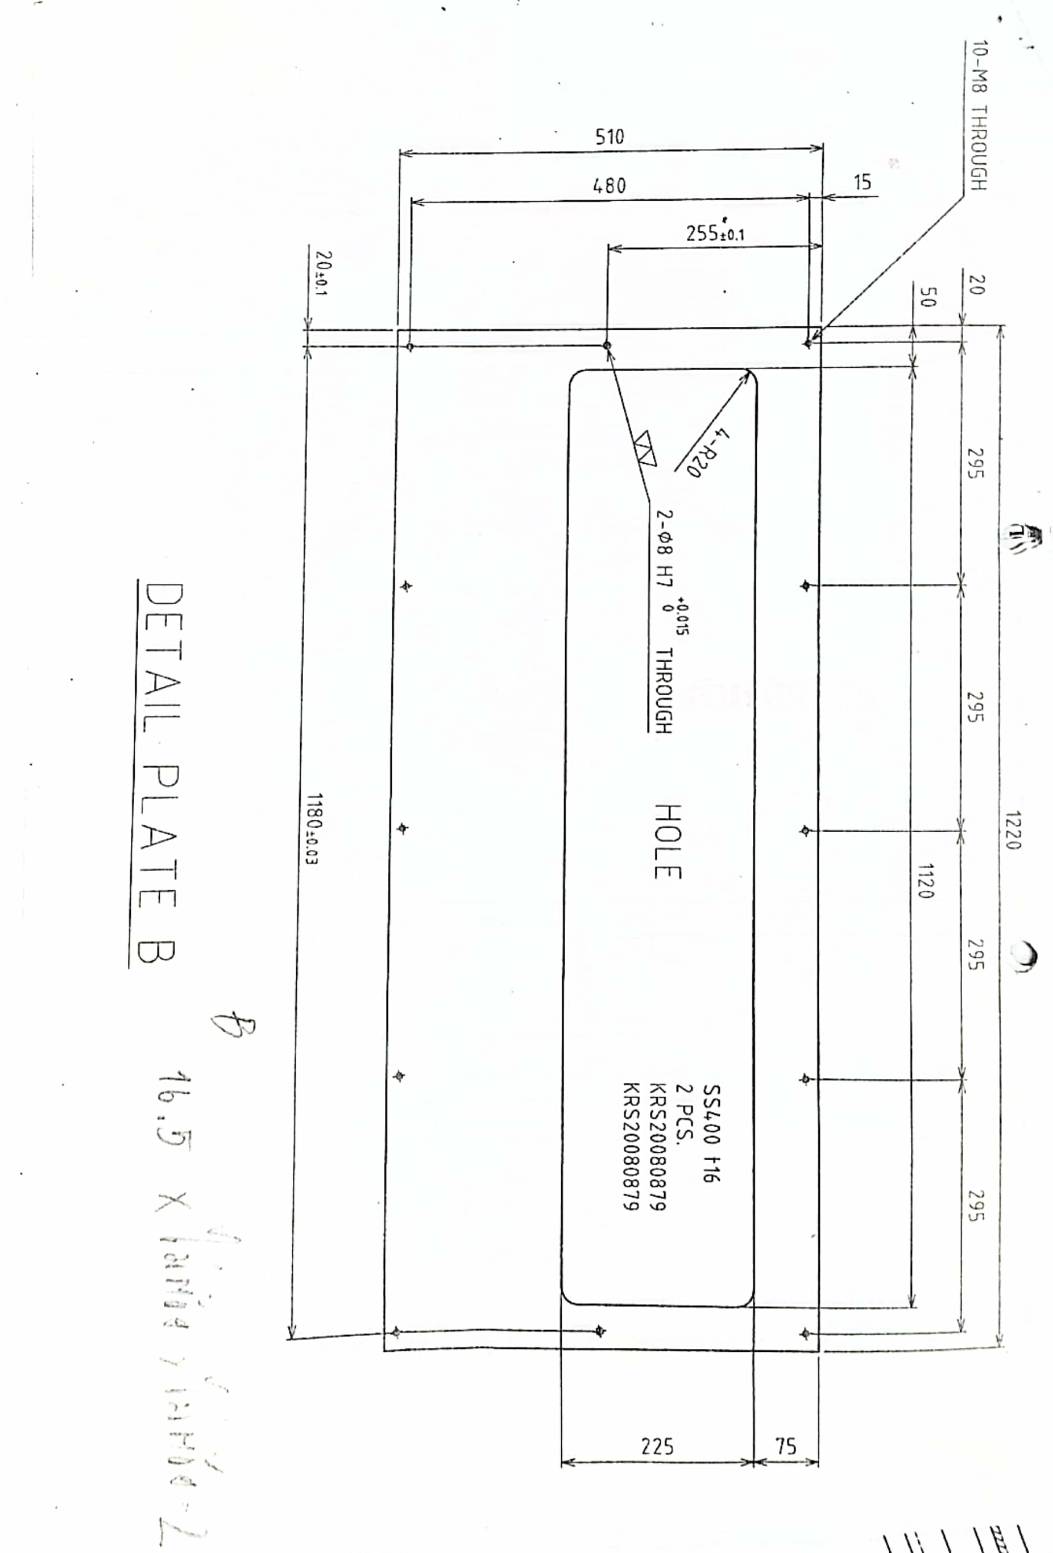 1220
10-M8 THROUGH
20
295
295
295
295
50
1120
15
75
255±0.1
4-R20
SS400 t16
2-Φ8 H7 +0.015 0 THROUGH
HOLE
2 PCS.
KRS20080879
KRS20080879
225
510
480
20±0.1
1180±0.03
B
16.5 x
DETAIL PLATE B